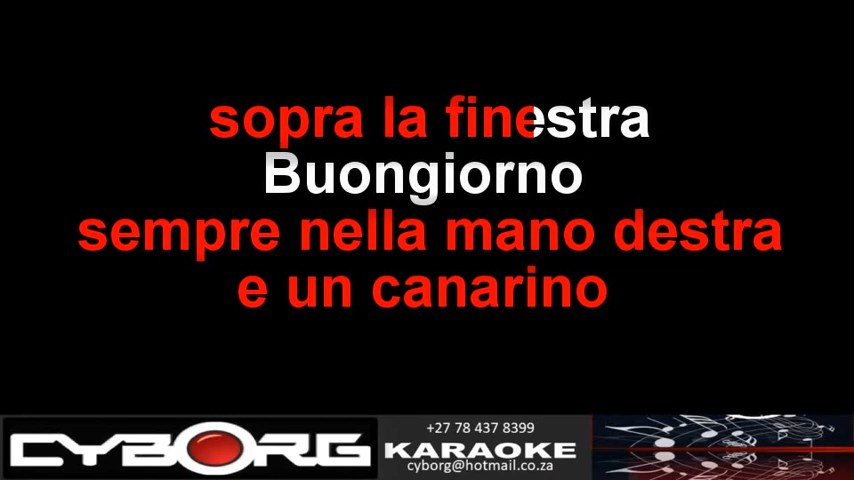 sopra la finestra
Buongiorno
sempre nella mano destra
e un canarino
CYBORG
+27 78 437 8399
KARAOKE
cyborg@hotmail.co.za